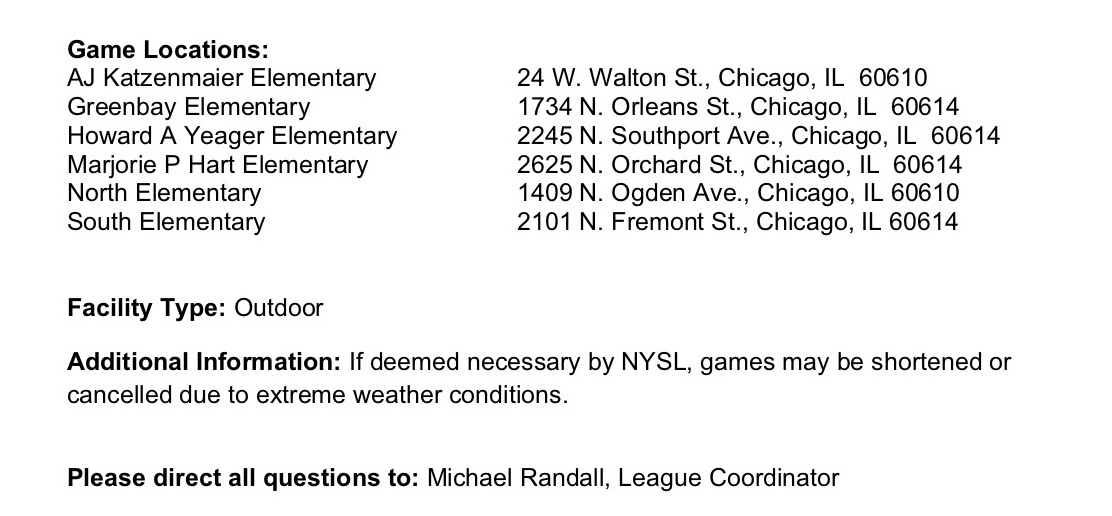 Game Locations:
AJ Katzenmaier Elementary 24 W. Walton St., Chicago, IL  60610
Greenbay Elementary 1734 N. Orleans St., Chicago, IL  60614
Howard A Yeager Elementary 2245 N. Southport Ave., Chicago, IL  60614
Marjorie P Hart Elementary 2625 N. Orchard St., Chicago, IL  60614
North Elementary 1409 N. Ogden Ave., Chicago, IL 60610
South Elementary 2101 N. Fremont St., Chicago, IL 60614
Facility Type: Outdoor
Additional Information: If deemed necessary by NYSL, games may be shortened or
cancelled due to extreme weather conditions.
Please direct all questions to: Michael Randall, League Coordinator